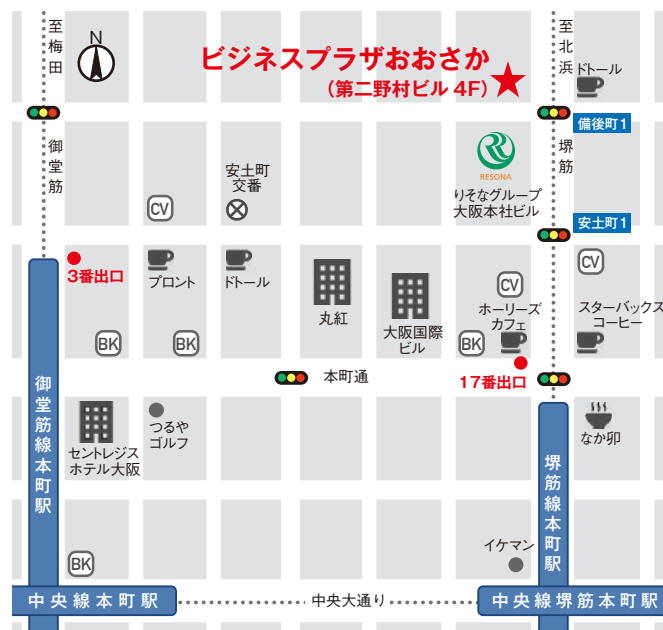 至梅田
N
ビジネスプラザおおさか
(第二野村ビル 4F)
至北浜
ドトール
備後町1
御堂筋
安土町
交番
CV
RESONA
りそなグループ
大阪本社ビル
堺筋
安土町1
3番出口
プロント
ドトール
丸紅
大阪国際
ビル
CV
ホーリーズ
カフェ
CV
スターバックス
コーヒー
BK
BK
BK
本町通
17番出口
御堂筋線本町駅
セントレジス
ホテル大阪
つるや
ゴルフ
堺筋線本町駅
なか卯
BK
イケマン
中央線本町駅
中央大通り
中央線堺筋本町駅